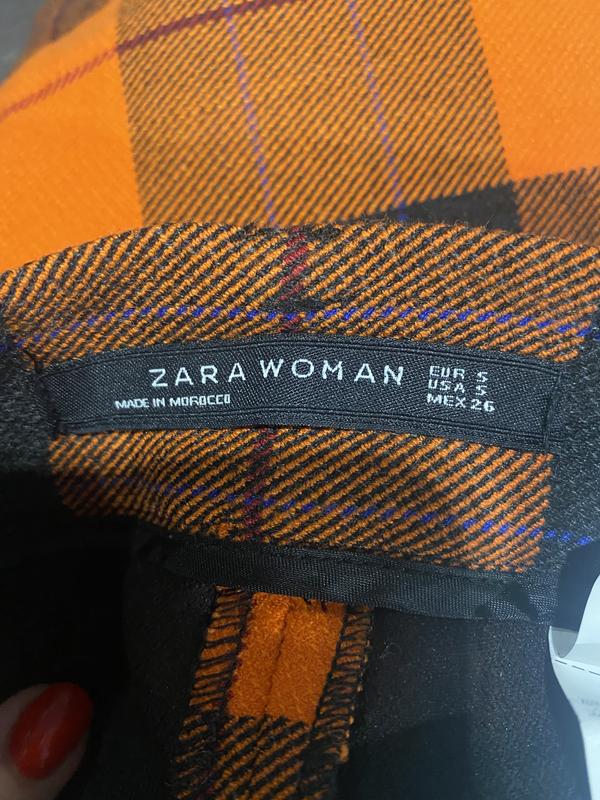 ZARA WOMAN
MADE IN MOROCCO
EUR S
USA S
MEX 26